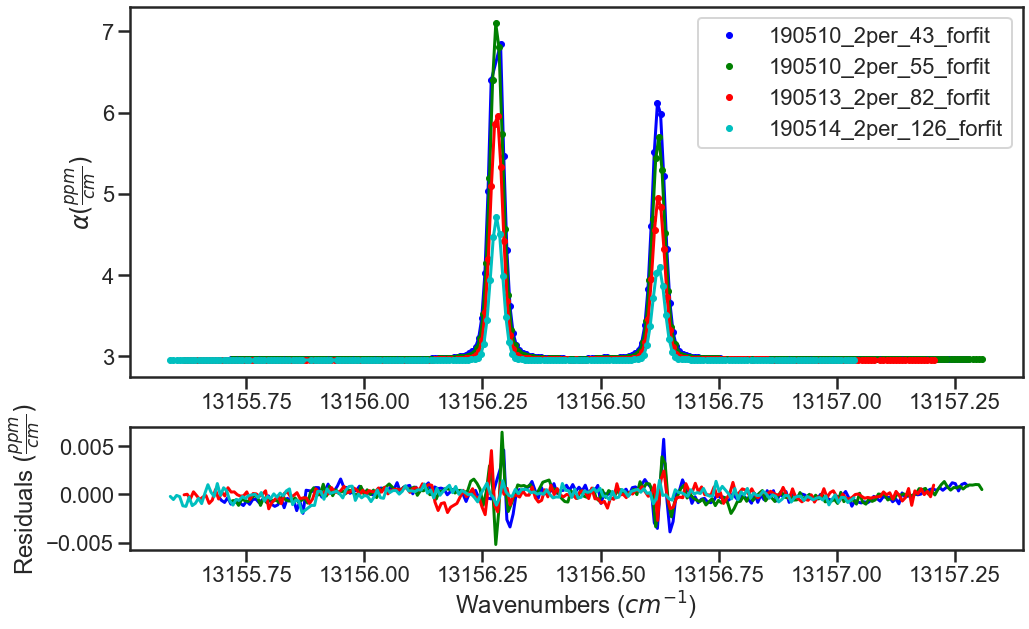 α(ppm/cm)
7
6
5
4
3
190510_2per_43_forfit
190510_2per_55_forfit
190513_2per_82_forfit
190514_2per_126_forfit
13155.75 13156.00 13156.25 13156.50 13156.75 13157.00 13157.25
Residuals (ppm/cm)
0.005
0.000
−0.005
13155.75 13156.00 13156.25 13156.50 13156.75 13157.00 13157.25
Wavenumbers (cm⁻¹)